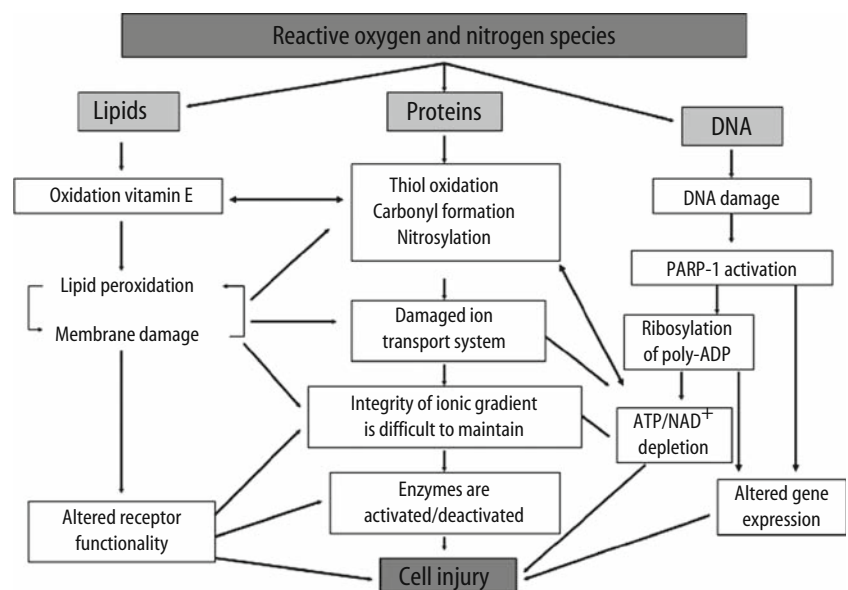 Reactive oxygen and nitrogen species
Lipids
Proteins
DNA
Oxidation vitamin E
Thiol oxidation
Carbonyl formation
Nitrosylation
DNA damage
PARP-1 activation
Lipid peroxidation
Membrane damage
Damaged ion
transport system
Ribosylation
of poly-ADP
Integrity of ionic gradient
is difficult to maintain
ATP/NAD+
depletion
Altered receptor
functionality
Enzymes are
activated/deactivated
Altered gene
expression
Cell injury